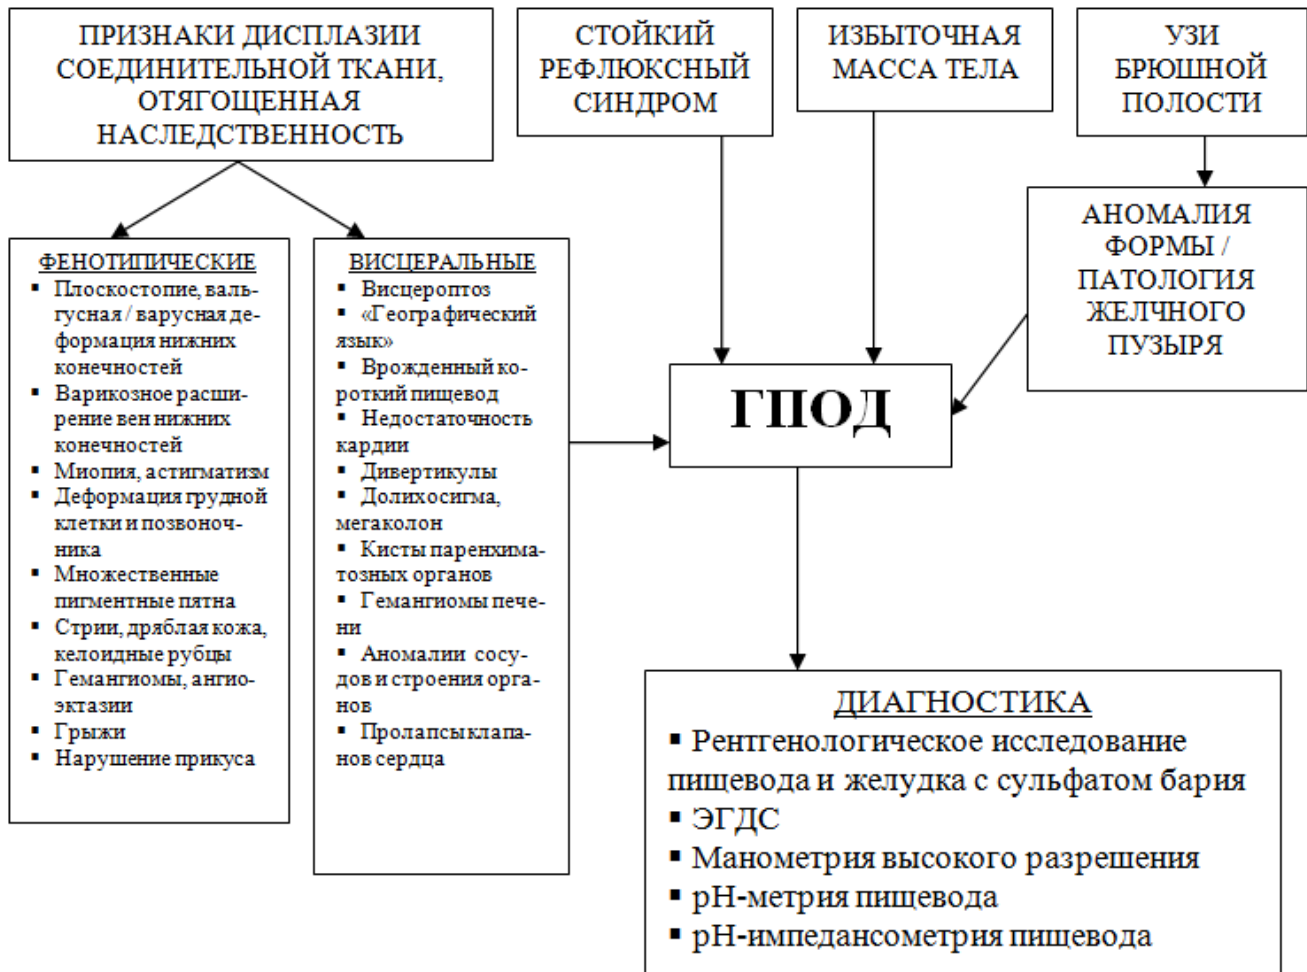 ПРИЗНАКИ ДИСПЛАЗИИ
СОЕДИНИТЕЛЬНОЙ ТКАНИ,
ОТЯГОЩЕННАЯ
НАСЛЕДСТВЕННОСТЬ
СТОЙКИЙ
РЕФЛЮКСНЫЙ
СИНДРОМ
ИЗБЫТОЧНАЯ
МАССА ТЕЛА
УЗИ
БРЮШНОЙ
ПОЛОСТИ
АНОМАЛИЯ
ФОРМЫ /
ПАТОЛОГИЯ
ЖЕЛЧНОГО
ПУЗЫРЯ
ФЕНОТИПИЧЕСКИЕ
▪ Плоскостопие, валь-
гусная / варусная де-
формация нижних
конечностей
▪ Варикозное расши-
рение вен нижних
конечностей
▪ Миопия, астигматизм
▪ Деформация грудной
клетки и позвоноч-
ника
▪ Множественные
пигментные пятна
▪ Стрии, дряблая кожа,
келоидные рубцы
▪ Гемангиомы, ангио-
эктазии
▪ Грыжи
▪ Нарушение прикуса
ВИСЦЕРАЛЬНЫЕ
▪ Висцероптоз
▪ «Географический
язык»
▪ Врожденный ко-
роткий пищевод
▪ Недостаточность
кардии
▪ Дивертикулы
▪ Долихосигма,
мегаколон
▪ Кисты паренхима-
тозных органов
▪ Гемангиомы пече-
ни
▪ Аномалии сосу-
дов и строения орга-
нов
▪ Пролапсы клапа-
нов сердца
ГПОД
ДИАГНОСТИКА
▪ Рентгенологическое исследование
пищевода и желудка с сульфатом бария
▪ ЭГДС
▪ Манометрия высокого разрешения
▪ рН-метрия пищевода
▪ рН-импедансометрия пищевода